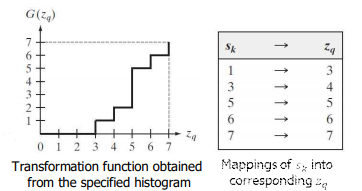 G(z_q)
7
6
5
4
3
2
1
0 1 2 3 4 5 6 7
z_q
Transformation function obtained
from the specified histogram
s_k → z_q
1 → 3
3 → 4
5 → 5
6 → 6
7 → 7
Mappings of s_k into
corresponding z_q